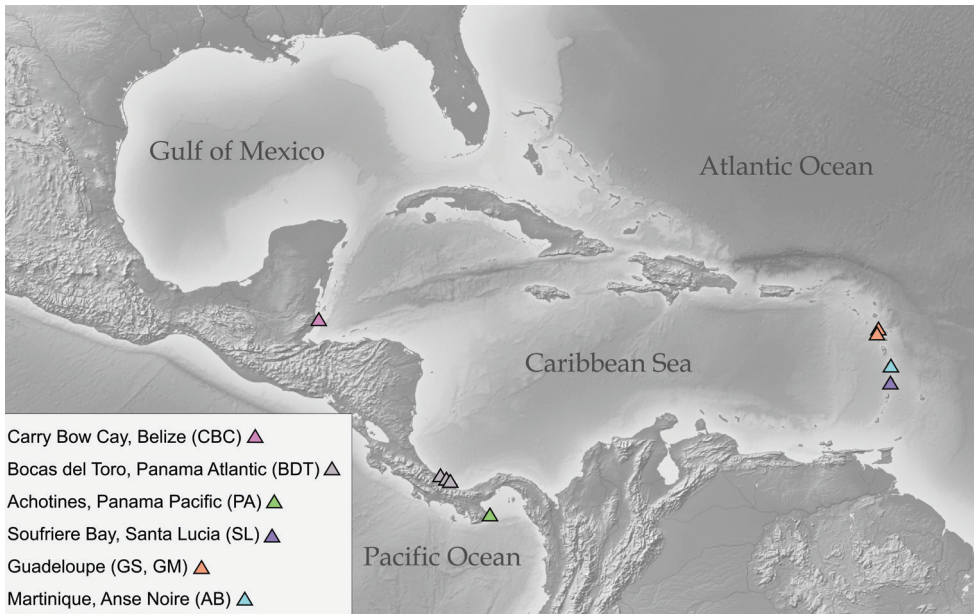 Gulf of Mexico
Atlantic Ocean
Caribbean Sea
Carry Bow Cay, Belize (CBC)
Bocas del Toro, Panama Atlantic (BDT)
Achotines, Panama Pacific (PA)
Soufriere Bay, Santa Lucia (SL)
Pacific Ocean
Guadeloupe (GS, GM)
Martinique, Anse Noire (AB)